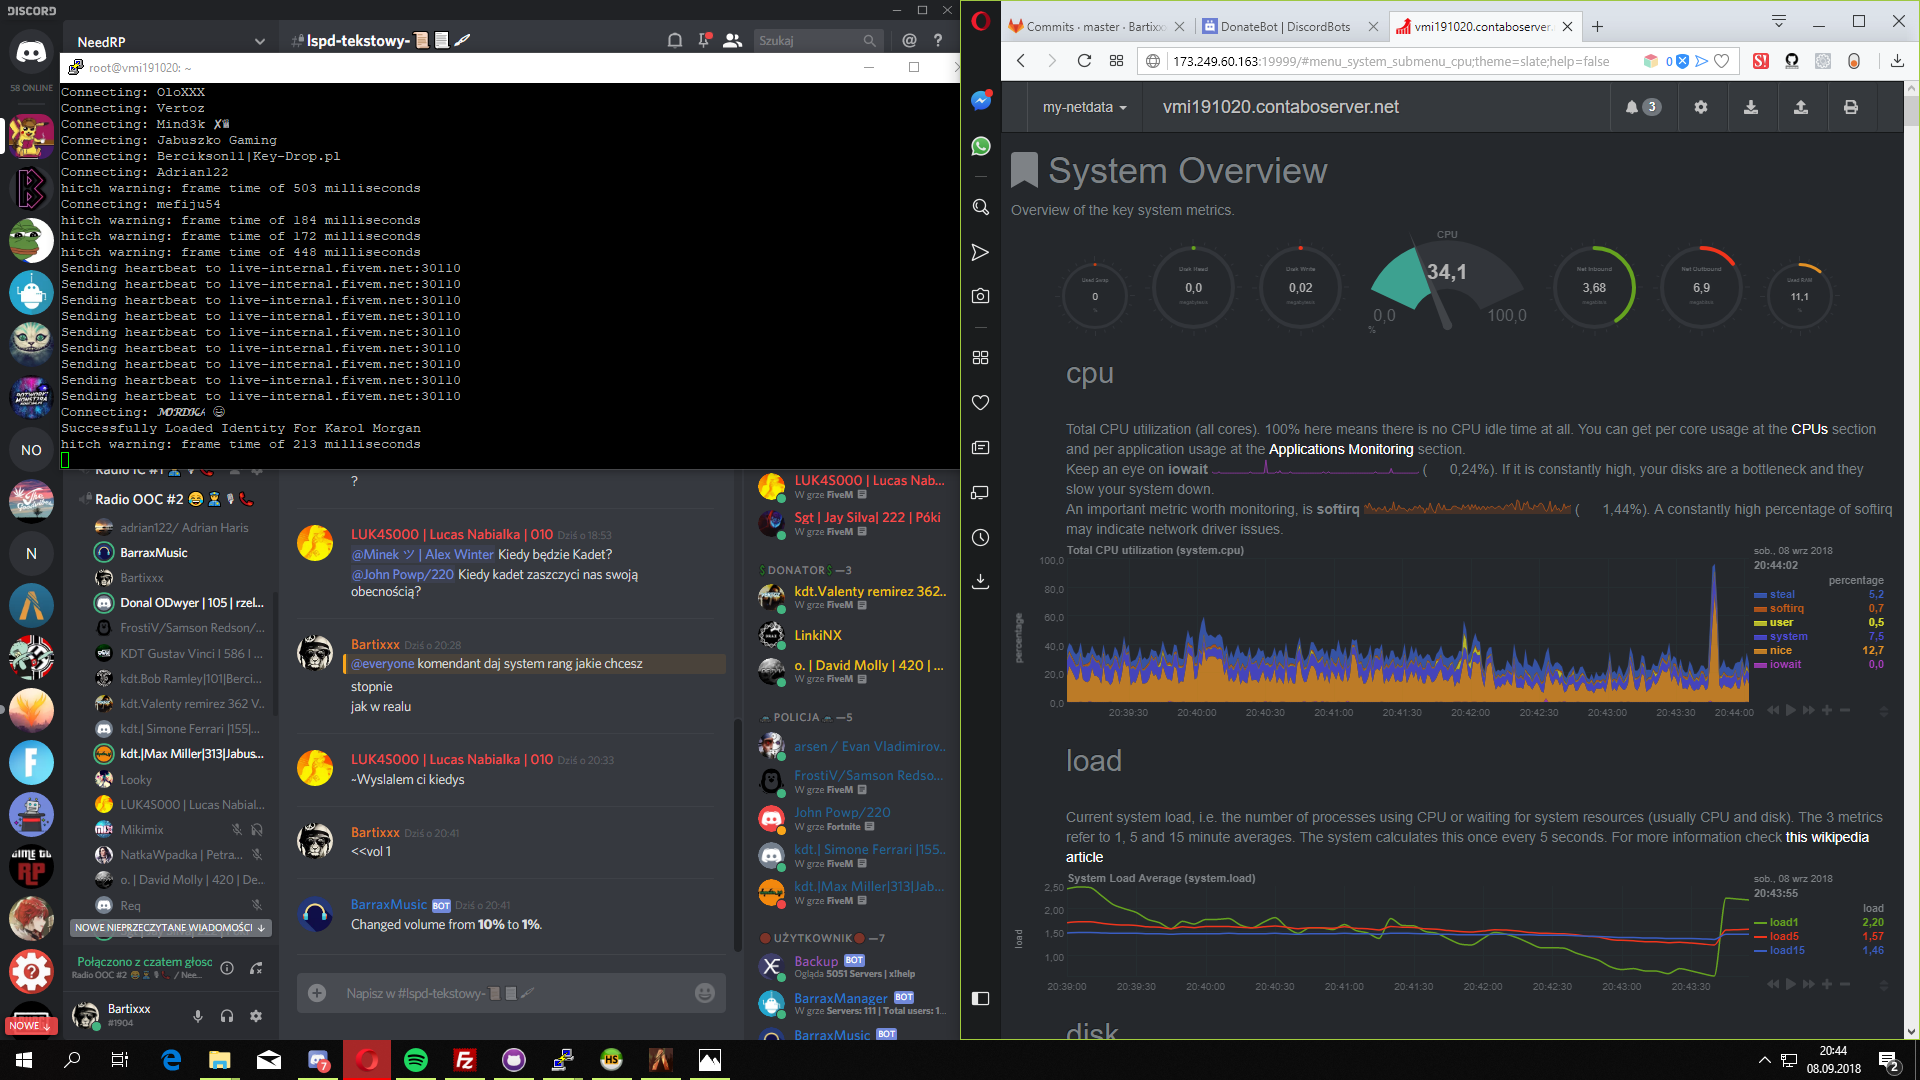 DISCORD
58 ONLINE
NO
N
NOWE ↓
NeedRP
lspd-tekstowy-
Szukaj
root@vmi191020: ~
Connecting: OloXXX
Connecting: Vertoz
Connecting: Mind3k
Connecting: Jabuszko Gaming
Connecting: Bercikson11|Key-Drop.pl
Connecting: Adrian122
hitch warning: frame time of 503 milliseconds
Connecting: mefiju54
hitch warning: frame time of 184 milliseconds
hitch warning: frame time of 172 milliseconds
hitch warning: frame time of 448 milliseconds
Sending heartbeat to live-internal.fivem.net:30110
Sending heartbeat to live-internal.fivem.net:30110
Sending heartbeat to live-internal.fivem.net:30110
Sending heartbeat to live-internal.fivem.net:30110
Sending heartbeat to live-internal.fivem.net:30110
Sending heartbeat to live-internal.fivem.net:30110
Sending heartbeat to live-internal.fivem.net:30110
Sending heartbeat to live-internal.fivem.net:30110
Sending heartbeat to live-internal.fivem.net:30110
Connecting: 𝓜𝓞𝓡𝓓𝓚𝓐 😄
Successfully Loaded Identity For Karol Morgan
hitch warning: frame time of 213 milliseconds
Radio IC #1
Radio OOC #2
adrian122/ Adrian Haris
BarraxMusic
Bartixxx
Donal ODwyer | 105 | rzel...
FrostiV/Samson Redson/...
KDT Gustav Vinci I 586 I ...
kdt.Bob Ramley|101|Berci...
kdt.Valenty remirez 362 V...
kdt.| Simone Ferrari |155|...
kdt.|Max Miller|313|Jabus...
Looky
LUK4S000 | Lucas Nabial...
Mikimix
NatkaWpadka | Petra...
o. | David Molly | 420 | De...
Req
NOWE NIEPRZECZYTANE WIADOMOŚCI ↓
Połączono z czatem głosc
Radio OOC #2 / Nee...
Bartixxx
#1904
?
LUK4S000 | Lucas Nabialka | 010 Dziś o 18:53
@Minek ツ | Alex Winter Kiedy będzie Kadet?
@John Powp/220 Kiedy kadet zaszczyci nas swoją
obecnością?
Bartixxx Dziś o 20:28
@everyone komendant daj system rang jakie chcesz
stopnie
jak w realu
LUK4S000 | Lucas Nabialka | 010 Dziś o 20:33
~Wyslalem ci kiedys
Bartixxx Dziś o 20:41
<<vol 1
BarraxMusic BOT Dziś o 20:41
Changed volume from 10% to 1%.
Napisz w #lspd-tekstowy-
LUK4S000 | Lucas Nab...
W grze FiveM
Sgt | Jay Silva| 222 | Póki
W grze FiveM
DONATOR —3
kdt.Valenty remirez 362..
W grze FiveM
LinkiNX
o. | David Molly | 420 | ...
W grze FiveM
POLICJA —5
arsen / Evan Vladimirov..
FrostiV/Samson Redso...
W grze FiveM
John Powp/220
W grze Fortnite
kdt.| Simone Ferrari |155..
W grze FiveM
kdt.|Max Miller|313|Jab...
W grze FiveM
UŻYTKOWNIK —7
Backup BOT
Ogląda 5051 Servers | x!help
BarraxManager BOT
W grze Servers: 111 | Total users: 1...
BarraxMusic BOT
Commits · master · Bartixx
DonateBot | DiscordBots
vmi191020.contaboserver.
173.249.60.163:19999/#menu_system_submenu_cpu;theme=slate;help=false
0
my-netdata
vmi191020.contaboserver.net
3
System Overview
Overview of the key system metrics.
Used Swap
0
%
Disk Read
0,0
megabytes/s
Disk Write
0,02
megabytes/s
CPU
34,1
0,0
100,0
%
Net Inbound
3,68
megabits/s
Net Outbound
6,9
megabits/s
Used RAM
11,1
%
cpu
Total CPU utilization (all cores). 100% here means there is no CPU idle time at all. You can get per core usage at the CPUs section
and per application usage at the Applications Monitoring section.
Keep an eye on iowait ( 0,24%). If it is constantly high, your disks are a bottleneck and they
slow your system down.
An important metric worth monitoring, is softirq ( 1,44%). A constantly high percentage of softirq
may indicate network driver issues.
Total CPU utilization (system.cpu)
sob., 08 wrz 2018
20:44:02
percentage
steal 5,2
softirq 0,7
user 0,5
system 7,5
nice 12,7
iowait 0,0
percentage
100,0
80,0
60,0
40,0
20,0
0,0
20:39:30 20:40:00 20:40:30 20:41:00 20:41:30 20:42:00 20:42:30 20:43:00 20:43:30 20:44:00
load
Current system load, i.e. the number of processes using CPU or waiting for system resources (usually CPU and disk). The 3 metrics
refer to 1, 5 and 15 minute averages. The system calculates this once every 5 seconds. For more information check this wikipedia
article
System Load Average (system.load)
sob., 08 wrz 2018
20:43:55
load
load1 2,20
load5 1,57
load15 1,46
load
2,50
2,00
1,50
1,00
20:39:00 20:39:30 20:40:00 20:40:30 20:41:00 20:41:30 20:42:00 20:42:30 20:43:00 20:43:30
disk
20:44
08.09.2018
2